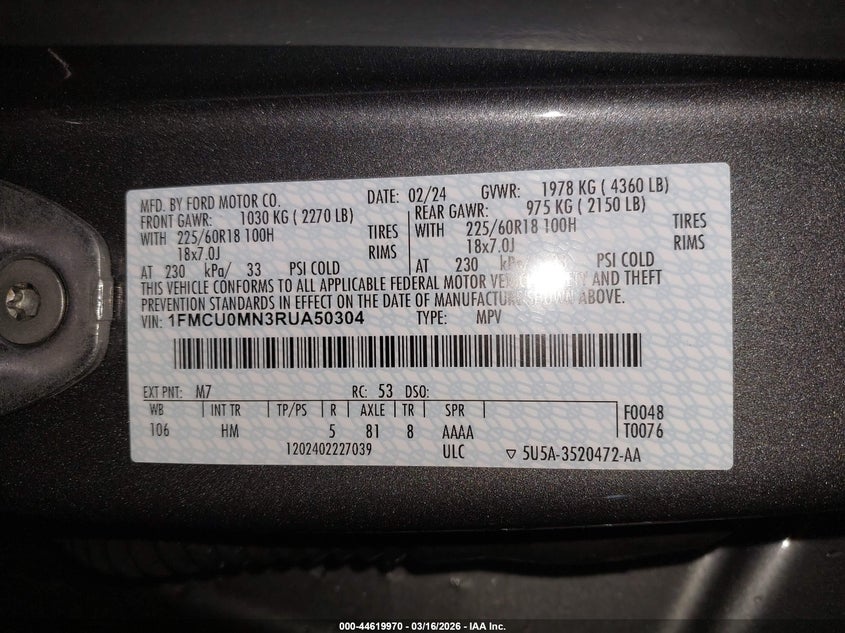 MFD. BY FORD MOTOR CO. DATE: 02/24 GVWR: 1978 KG ( 4360 LB)
FRONT GAWR: 1030 KG ( 2270 LB) REAR GAWR: 975 KG ( 2150 LB)
WITH 225/60R18 100H TIRES WITH 225/60R18 100H TIRES
18x7.0J RIMS 18x7.0J RIMS
AT 230 kPa/ 33 PSI COLD AT 230 PSI COLD
THIS VEHICLE CONFORMS TO ALL APPLICABLE FEDERAL MOTOR VEHICLE SAFETY AND THEFT
PREVENTION STANDARDS IN EFFECT ON THE DATE OF MANUFACTURE SHOWN ABOVE.
VIN: 1FMCU0MN3RUA50304 TYPE: MPV
EXT PNT: M7 RC: 53 DSO:
WB INT TR TP/PS R AXLE TR SPR F0048
106 HM 5 81 8 AAAA T0076
1202402227039 ULC ▽ 5U5A-3520472-AA
000-44619970 - 03/16/2026 - IAA Inc.